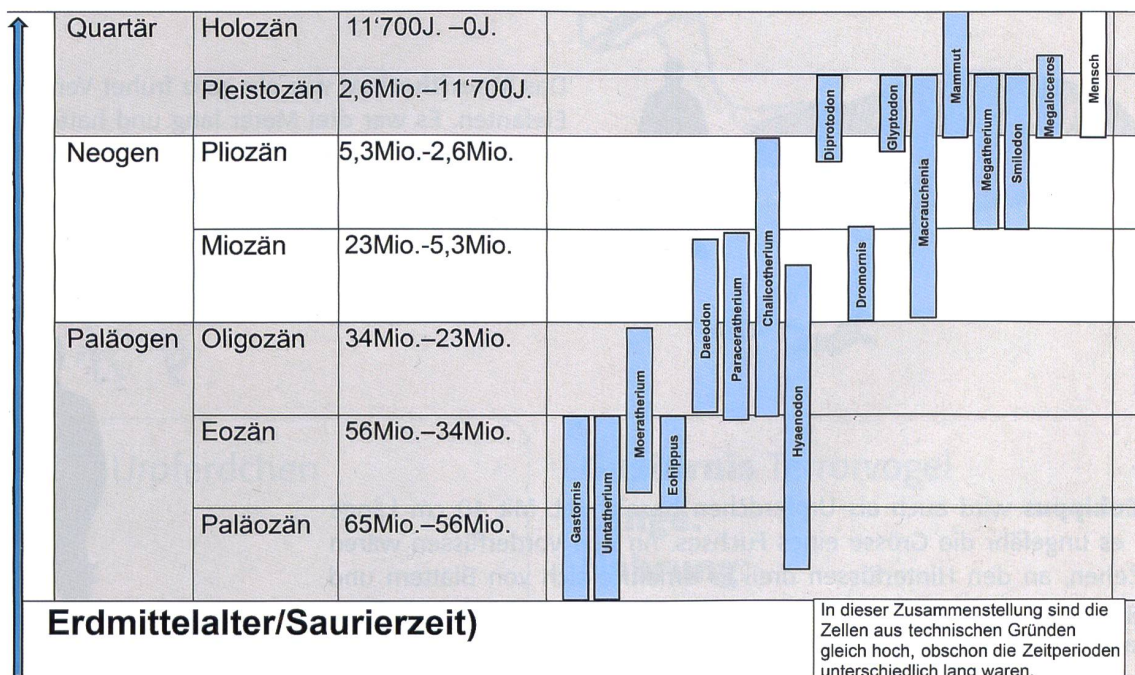 Quartär Holozän 11‘700J. –0J.
Pleistozän 2,6Mio.–11‘700J.
Neogen Pliozän 5,3Mio.-2,6Mio.
Miozän 23Mio.-5,3Mio.
Paläogen Oligozän 34Mio.–23Mio.
Eozän 56Mio.–34Mio.
Paläozän 65Mio.–56Mio.
Gastornis
Uintatherium
Moeratherium
Eohippus
Daeodon
Paraceratherium
Chalicotherium
Hyaenodon
Diprotodon
Dromornis
Glyptodon
Macrauchenia
Mammut
Megatherium
Smilodon
Megaloceros
Mensch
Erdmittelalter/Saurierzeit)
In dieser Zusammenstellung sind die
Zellen aus technischen Gründen
gleich hoch, obschon die Zeitperioden
unterschiedlich lang waren.